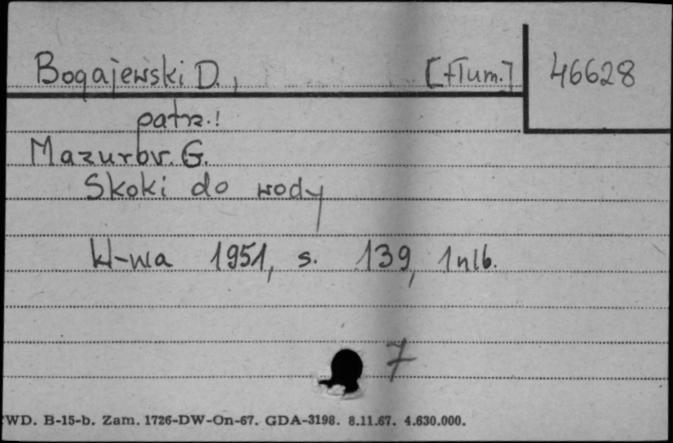 Bogajewski D., [tłum.] 46628
patrz.!
Mazurov. G.
Skoki do wody
W-wa 1951, s. 139, 1 nlb.
7
WD. B-15-b. Zam. 1726-DW-On-67. GDA-3198. 8.11.67. 4.630.000.